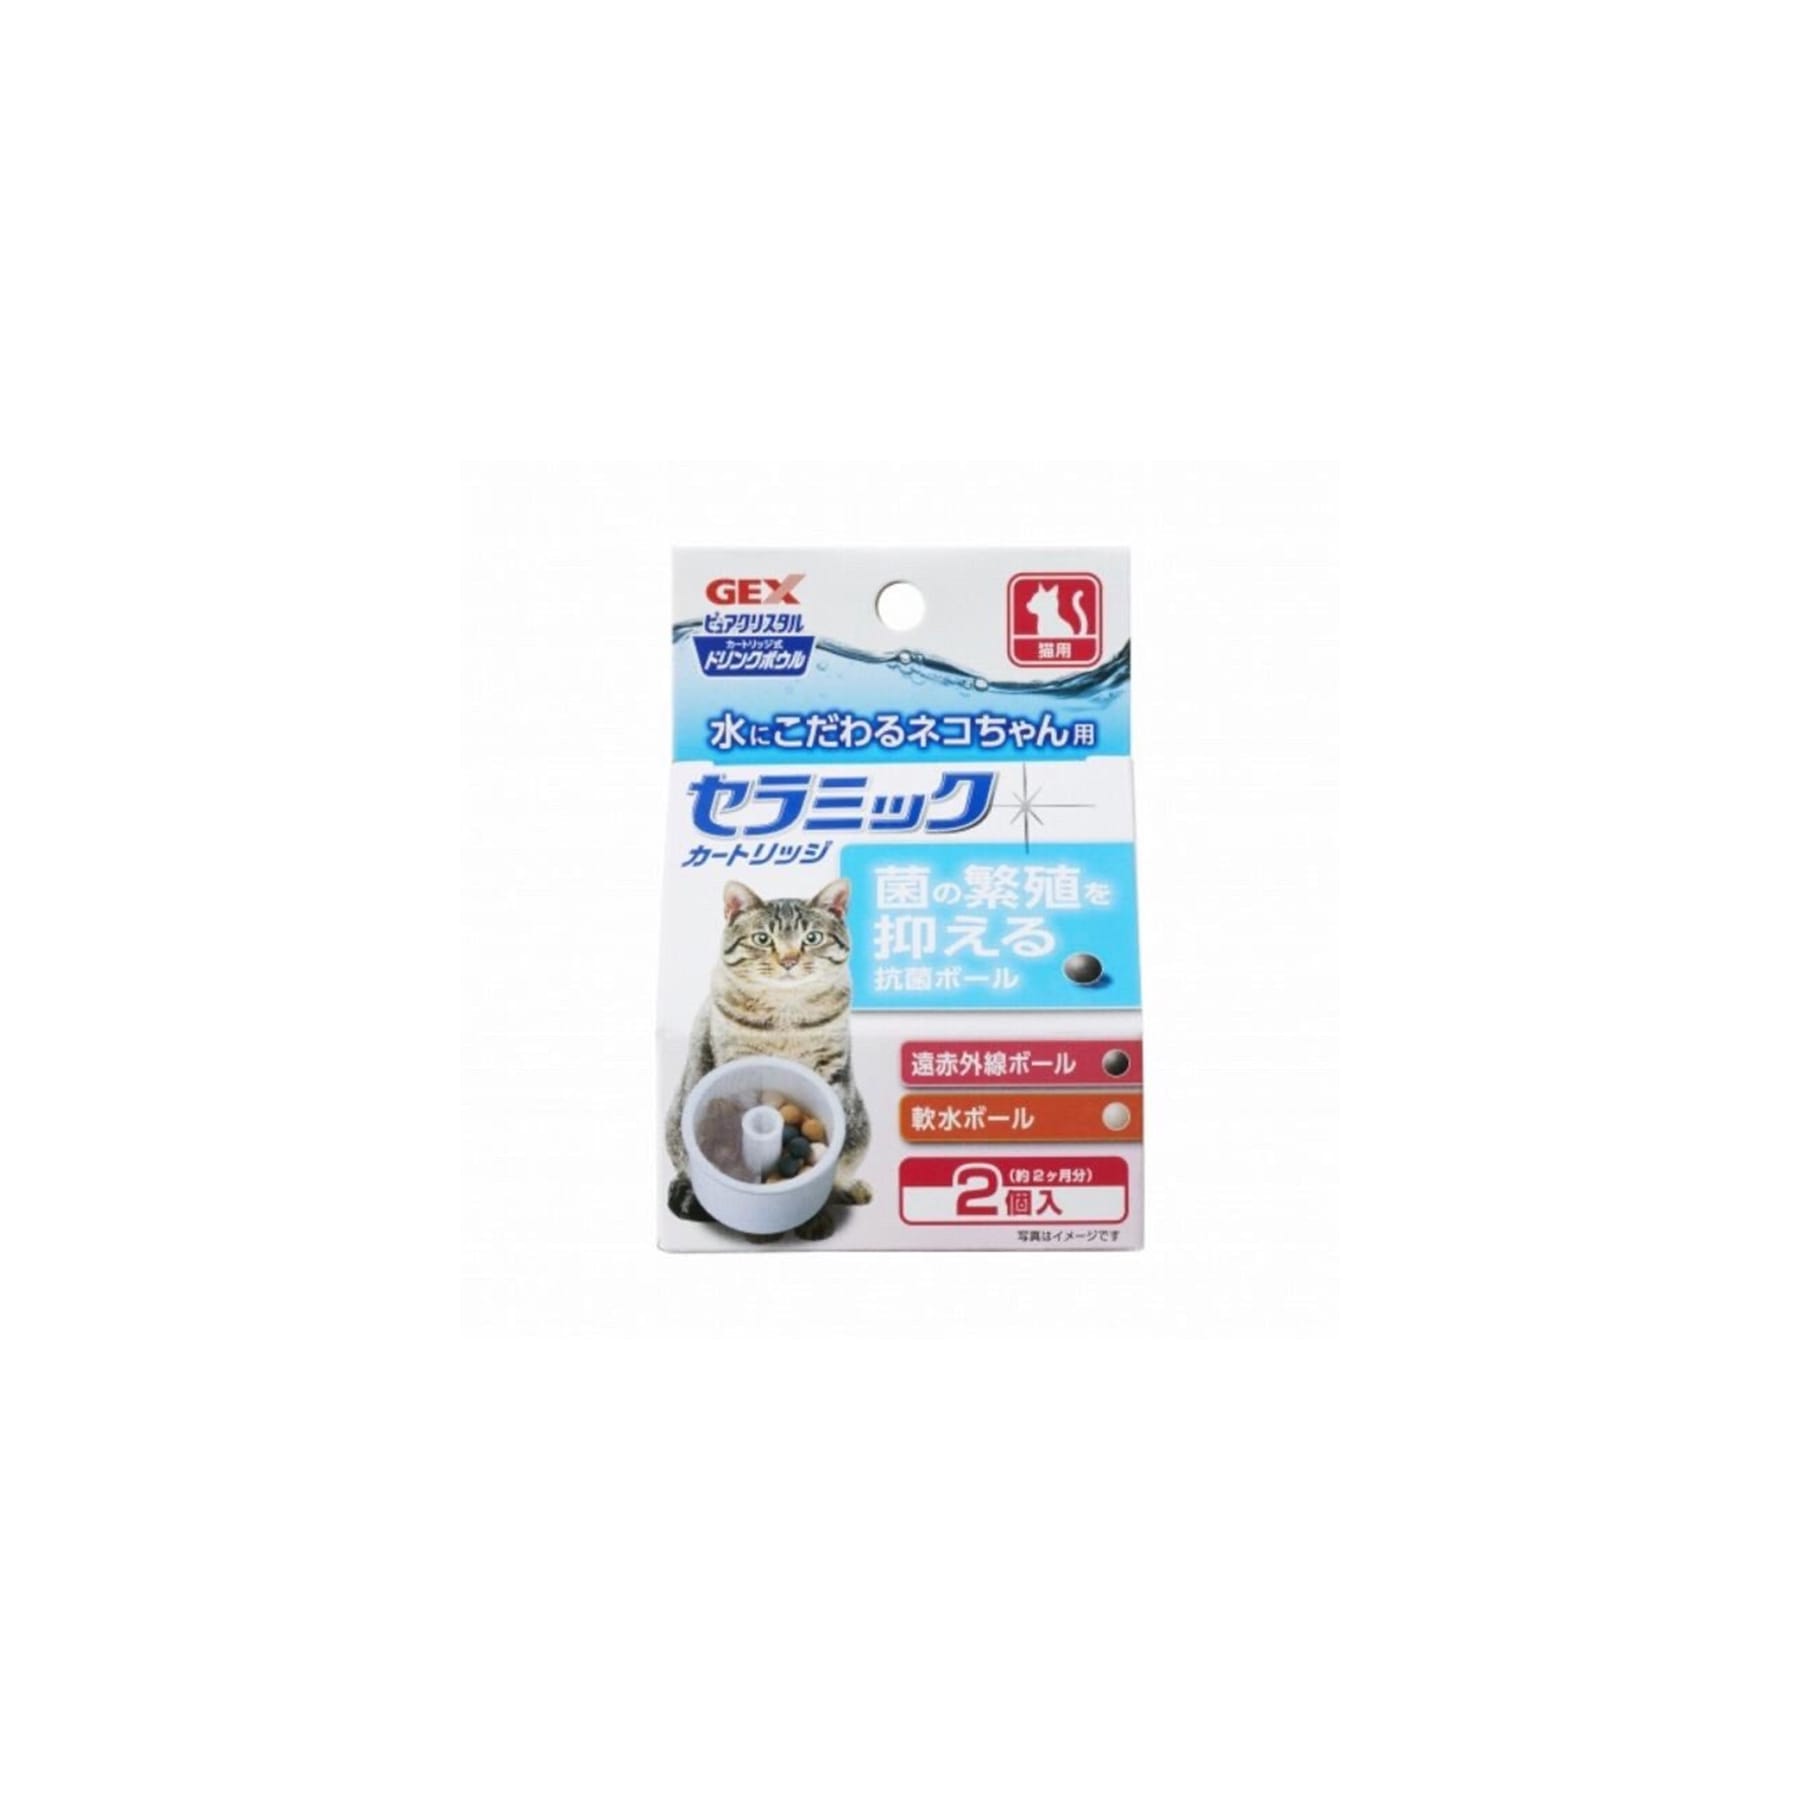 GEX
ピュアクリスタル
カートリッジ式
ドリンクボウル
猫用
水にこだわるネコちゃん用
セラミック
カートリッジ
菌の繁殖を
抑える
抗菌ボール
遠赤外線ボール
軟水ボール
(約2ヶ月分)
2個入
写真はイメージです